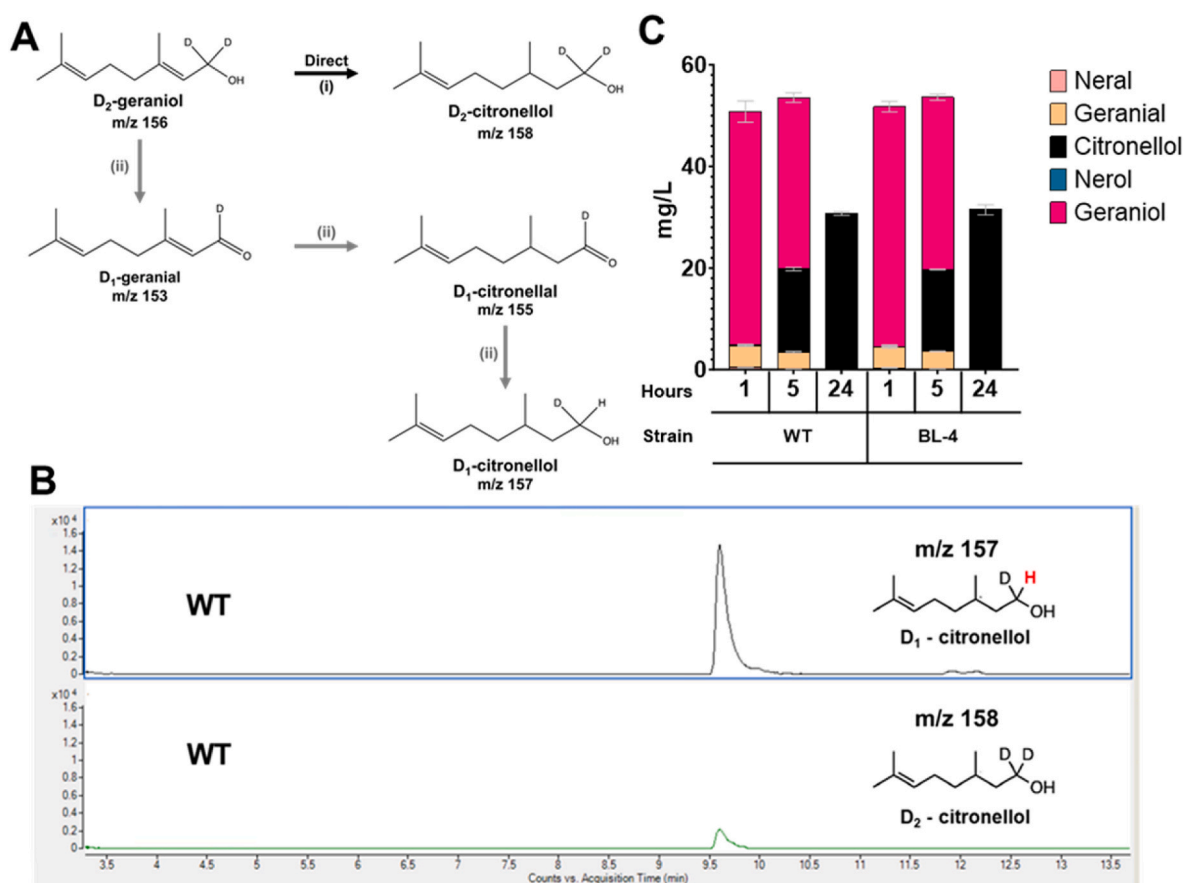 A
D D
OH
D₂-geraniol
m/z 156
Direct
(i)
D D
OH
D₂-citronellol
m/z 158
(ii)
D
O
D₁-geranial
m/z 153
(ii)
D
O
D₁-citronellal
m/z 155
(ii)
D H
OH
D₁-citronellol
m/z 157
C
60
40
20
0
mg/L
Hours 1 5 24 1 5 24
Strain WT BL-4
Neral
Geranial
Citronellol
Nerol
Geraniol
B
x10 4
1.6
1.4
1.2
1
0.8
0.6
0.4
0.2
0
WT
m/z 157
D H
OH
D₁ - citronellol
x10 4
1.6
1.4
1.2
1
0.8
0.6
0.4
0.2
0
WT
m/z 158
D D
OH
D₂ - citronellol
3.5 4 4.5 5 5.5 6 6.5 7 7.5 8 8.5 9 9.5 10 10.5 11 11.5 12 12.5 13 13.5
Counts vs. Acquisition Time (min)